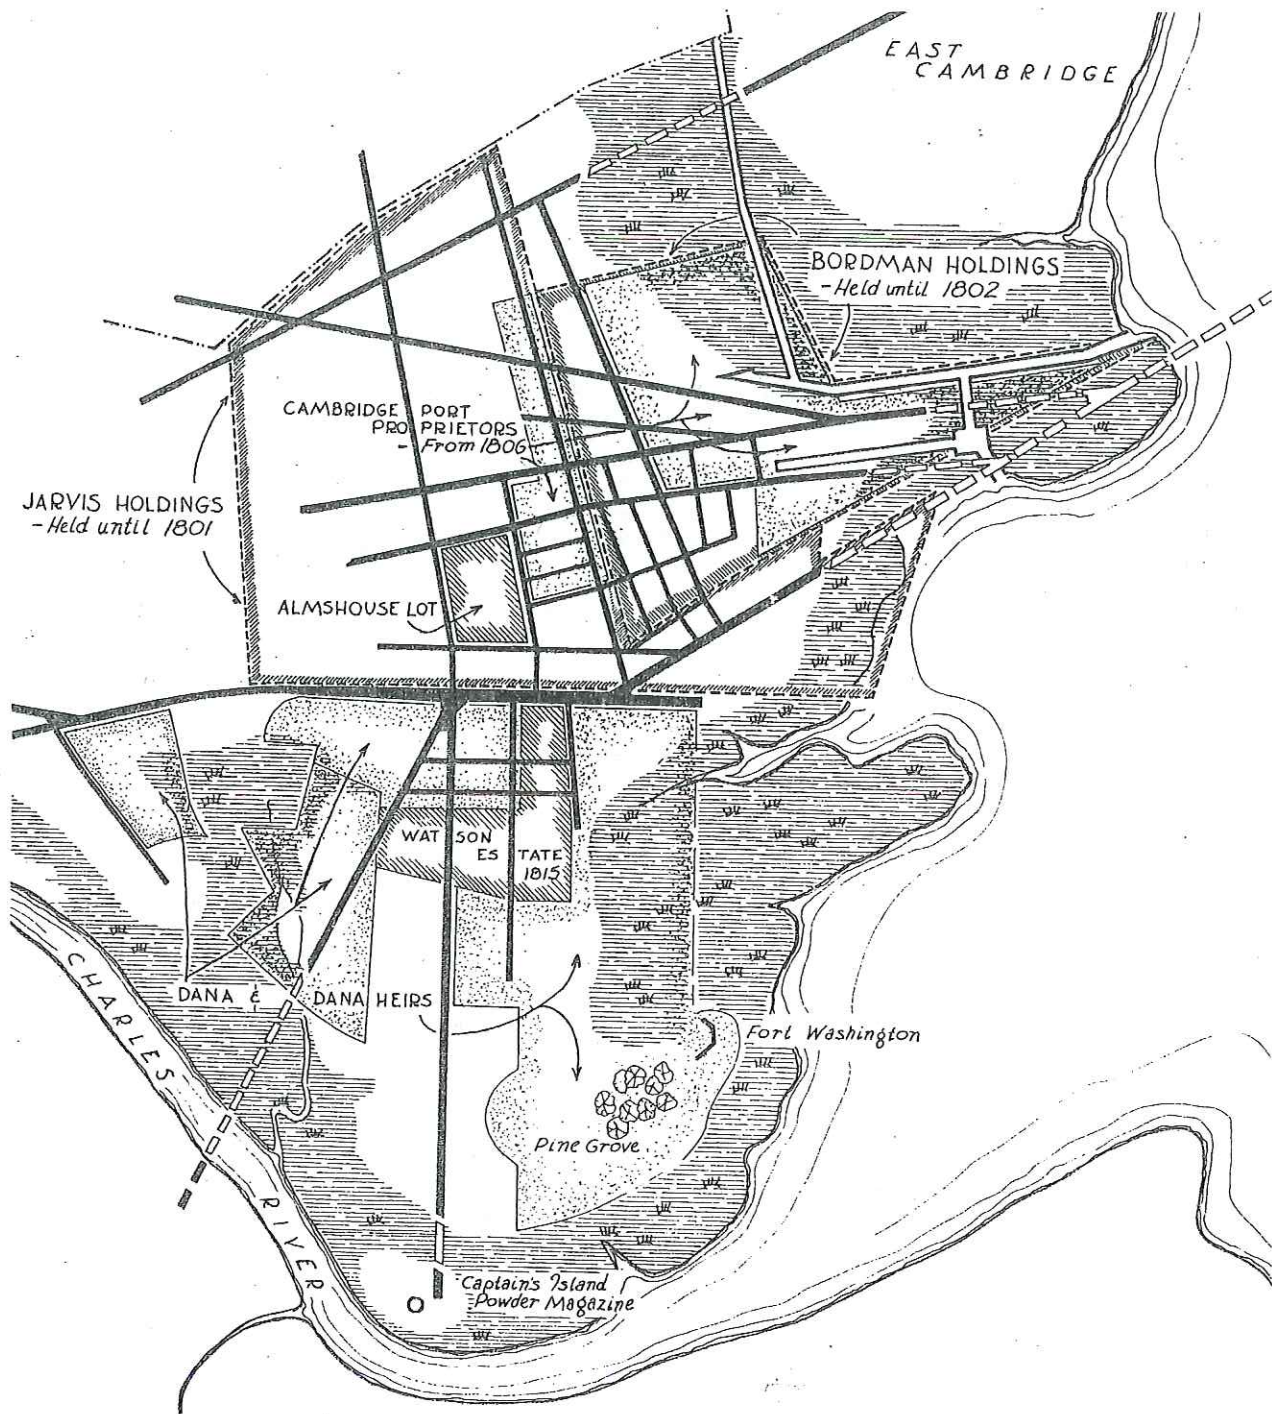 EAST
CAMBRIDGE
BORDMAN HOLDINGS
- Held until 1802
CAMBRIDGE PORT
PROPRIETORS
- From 1806
JARVIS HOLDINGS
- Held until 1801
ALMSHOUSE LOT
WATSON
ESTATE
1815
DANA & DANA HEIRS
Fort Washington
Pine Grove
CHARLES RIVER
Captain's Island
Powder Magazine